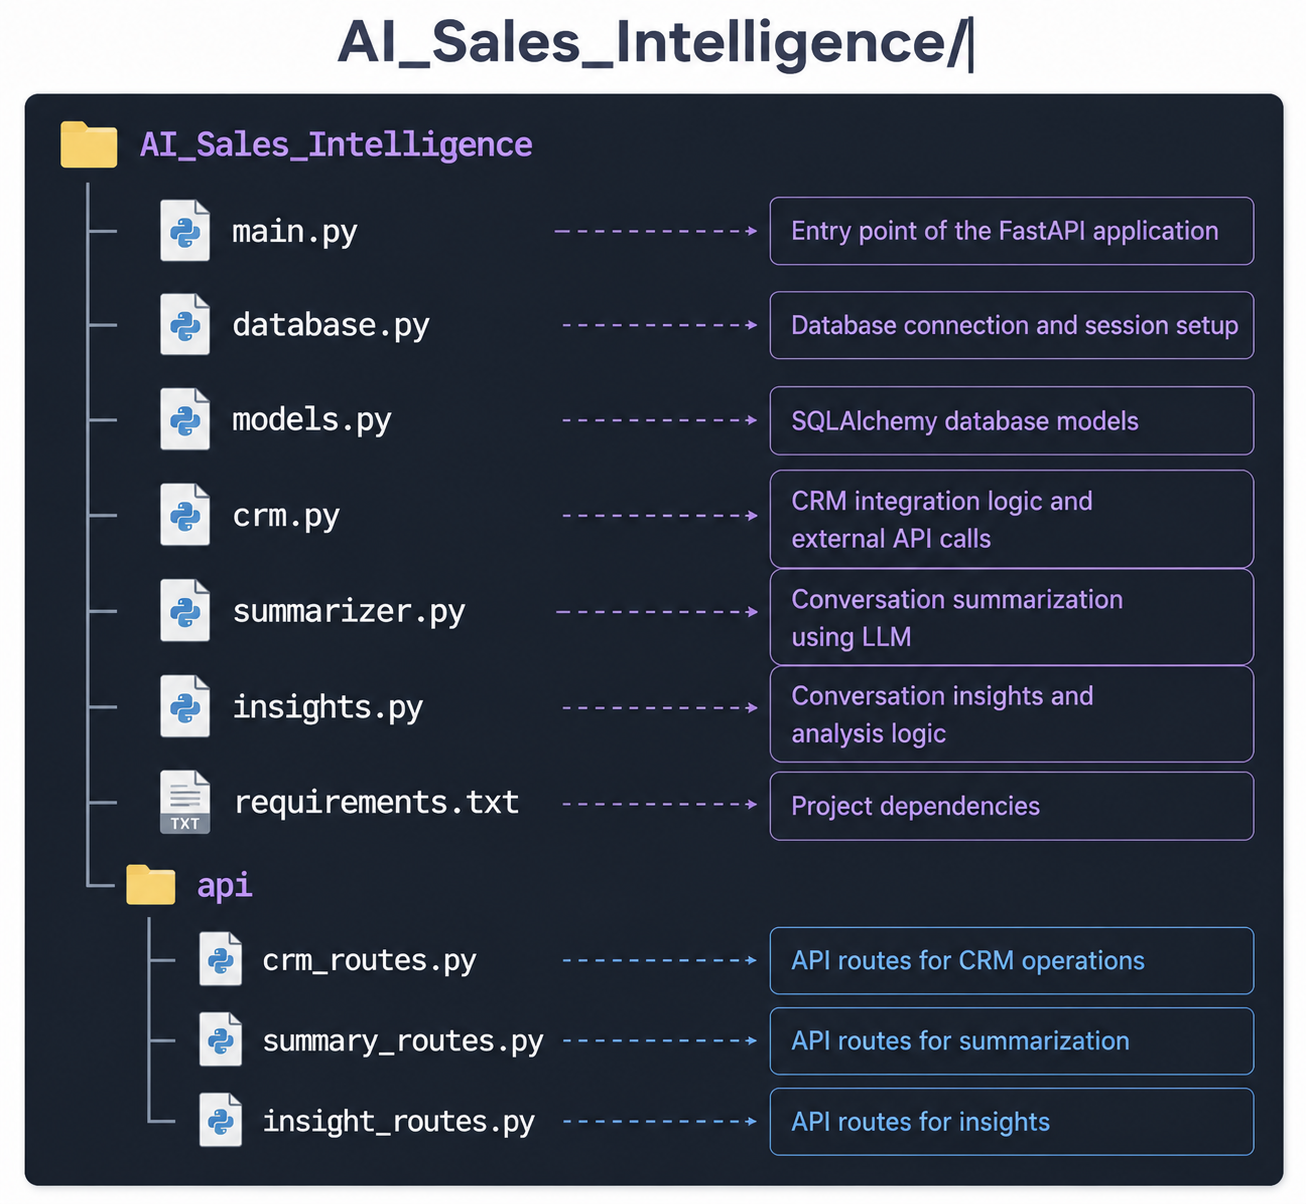 AI_Sales_Intelligence/
AI_Sales_Intelligence
main.py
Entry point of the FastAPI application
database.py
Database connection and session setup
models.py
SQLAlchemy database models
crm.py
CRM integration logic and
external API calls
summarizer.py
Conversation summarization
using LLM
insights.py
Conversation insights and
analysis logic
TXT
requirements.txt
Project dependencies
api
crm_routes.py
API routes for CRM operations
summary_routes.py
API routes for summarization
insight_routes.py
API routes for insights